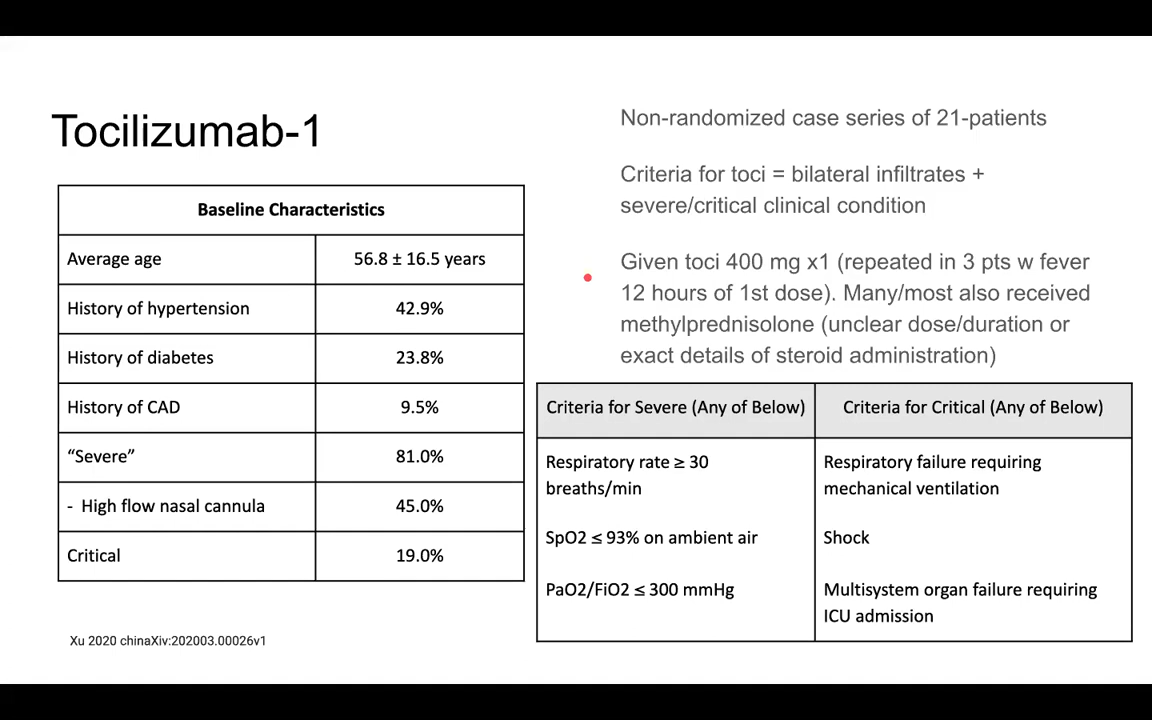 Tocilizumab-1
Baseline Characteristics
Average age 56.8 ± 16.5 years
History of hypertension 42.9%
History of diabetes 23.8%
History of CAD 9.5%
“Severe” 81.0%
- High flow nasal cannula 45.0%
Critical 19.0%
Xu 2020 chinaXiv:202003.00026v1
Non-randomized case series of 21-patients
Criteria for toci = bilateral infiltrates +
severe/critical clinical condition
Given toci 400 mg x1 (repeated in 3 pts w fever
12 hours of 1st dose). Many/most also received
methylprednisolone (unclear dose/duration or
exact details of steroid administration)
Criteria for Severe (Any of Below) Criteria for Critical (Any of Below)
Respiratory rate ≥ 30
breaths/min
SpO2 ≤ 93% on ambient air
PaO2/FiO2 ≤ 300 mmHg
Respiratory failure requiring
mechanical ventilation
Shock
Multisystem organ failure requiring
ICU admission